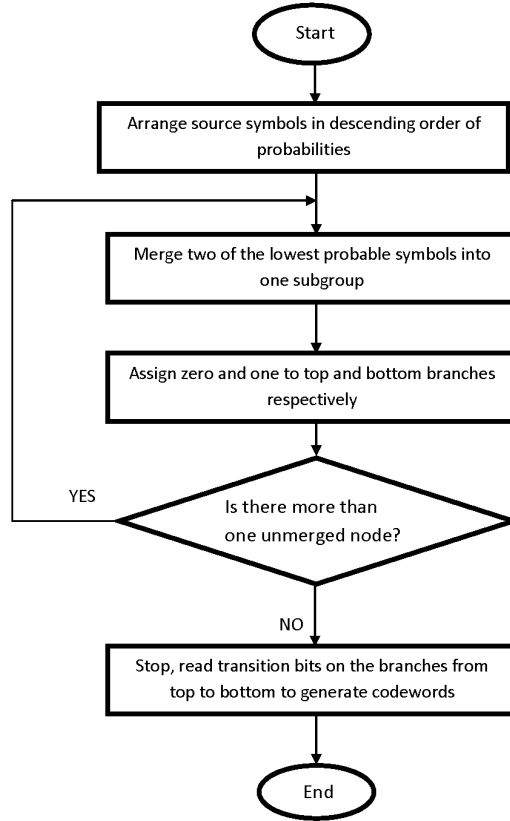 Start
Arrange source symbols in descending order of
probabilities
Merge two of the lowest probable symbols into
one subgroup
Assign zero and one to top and bottom branches
respectively
YES
Is there more than
one unmerged node?
NO
Stop, read transition bits on the branches from
top to bottom to generate codewords
End